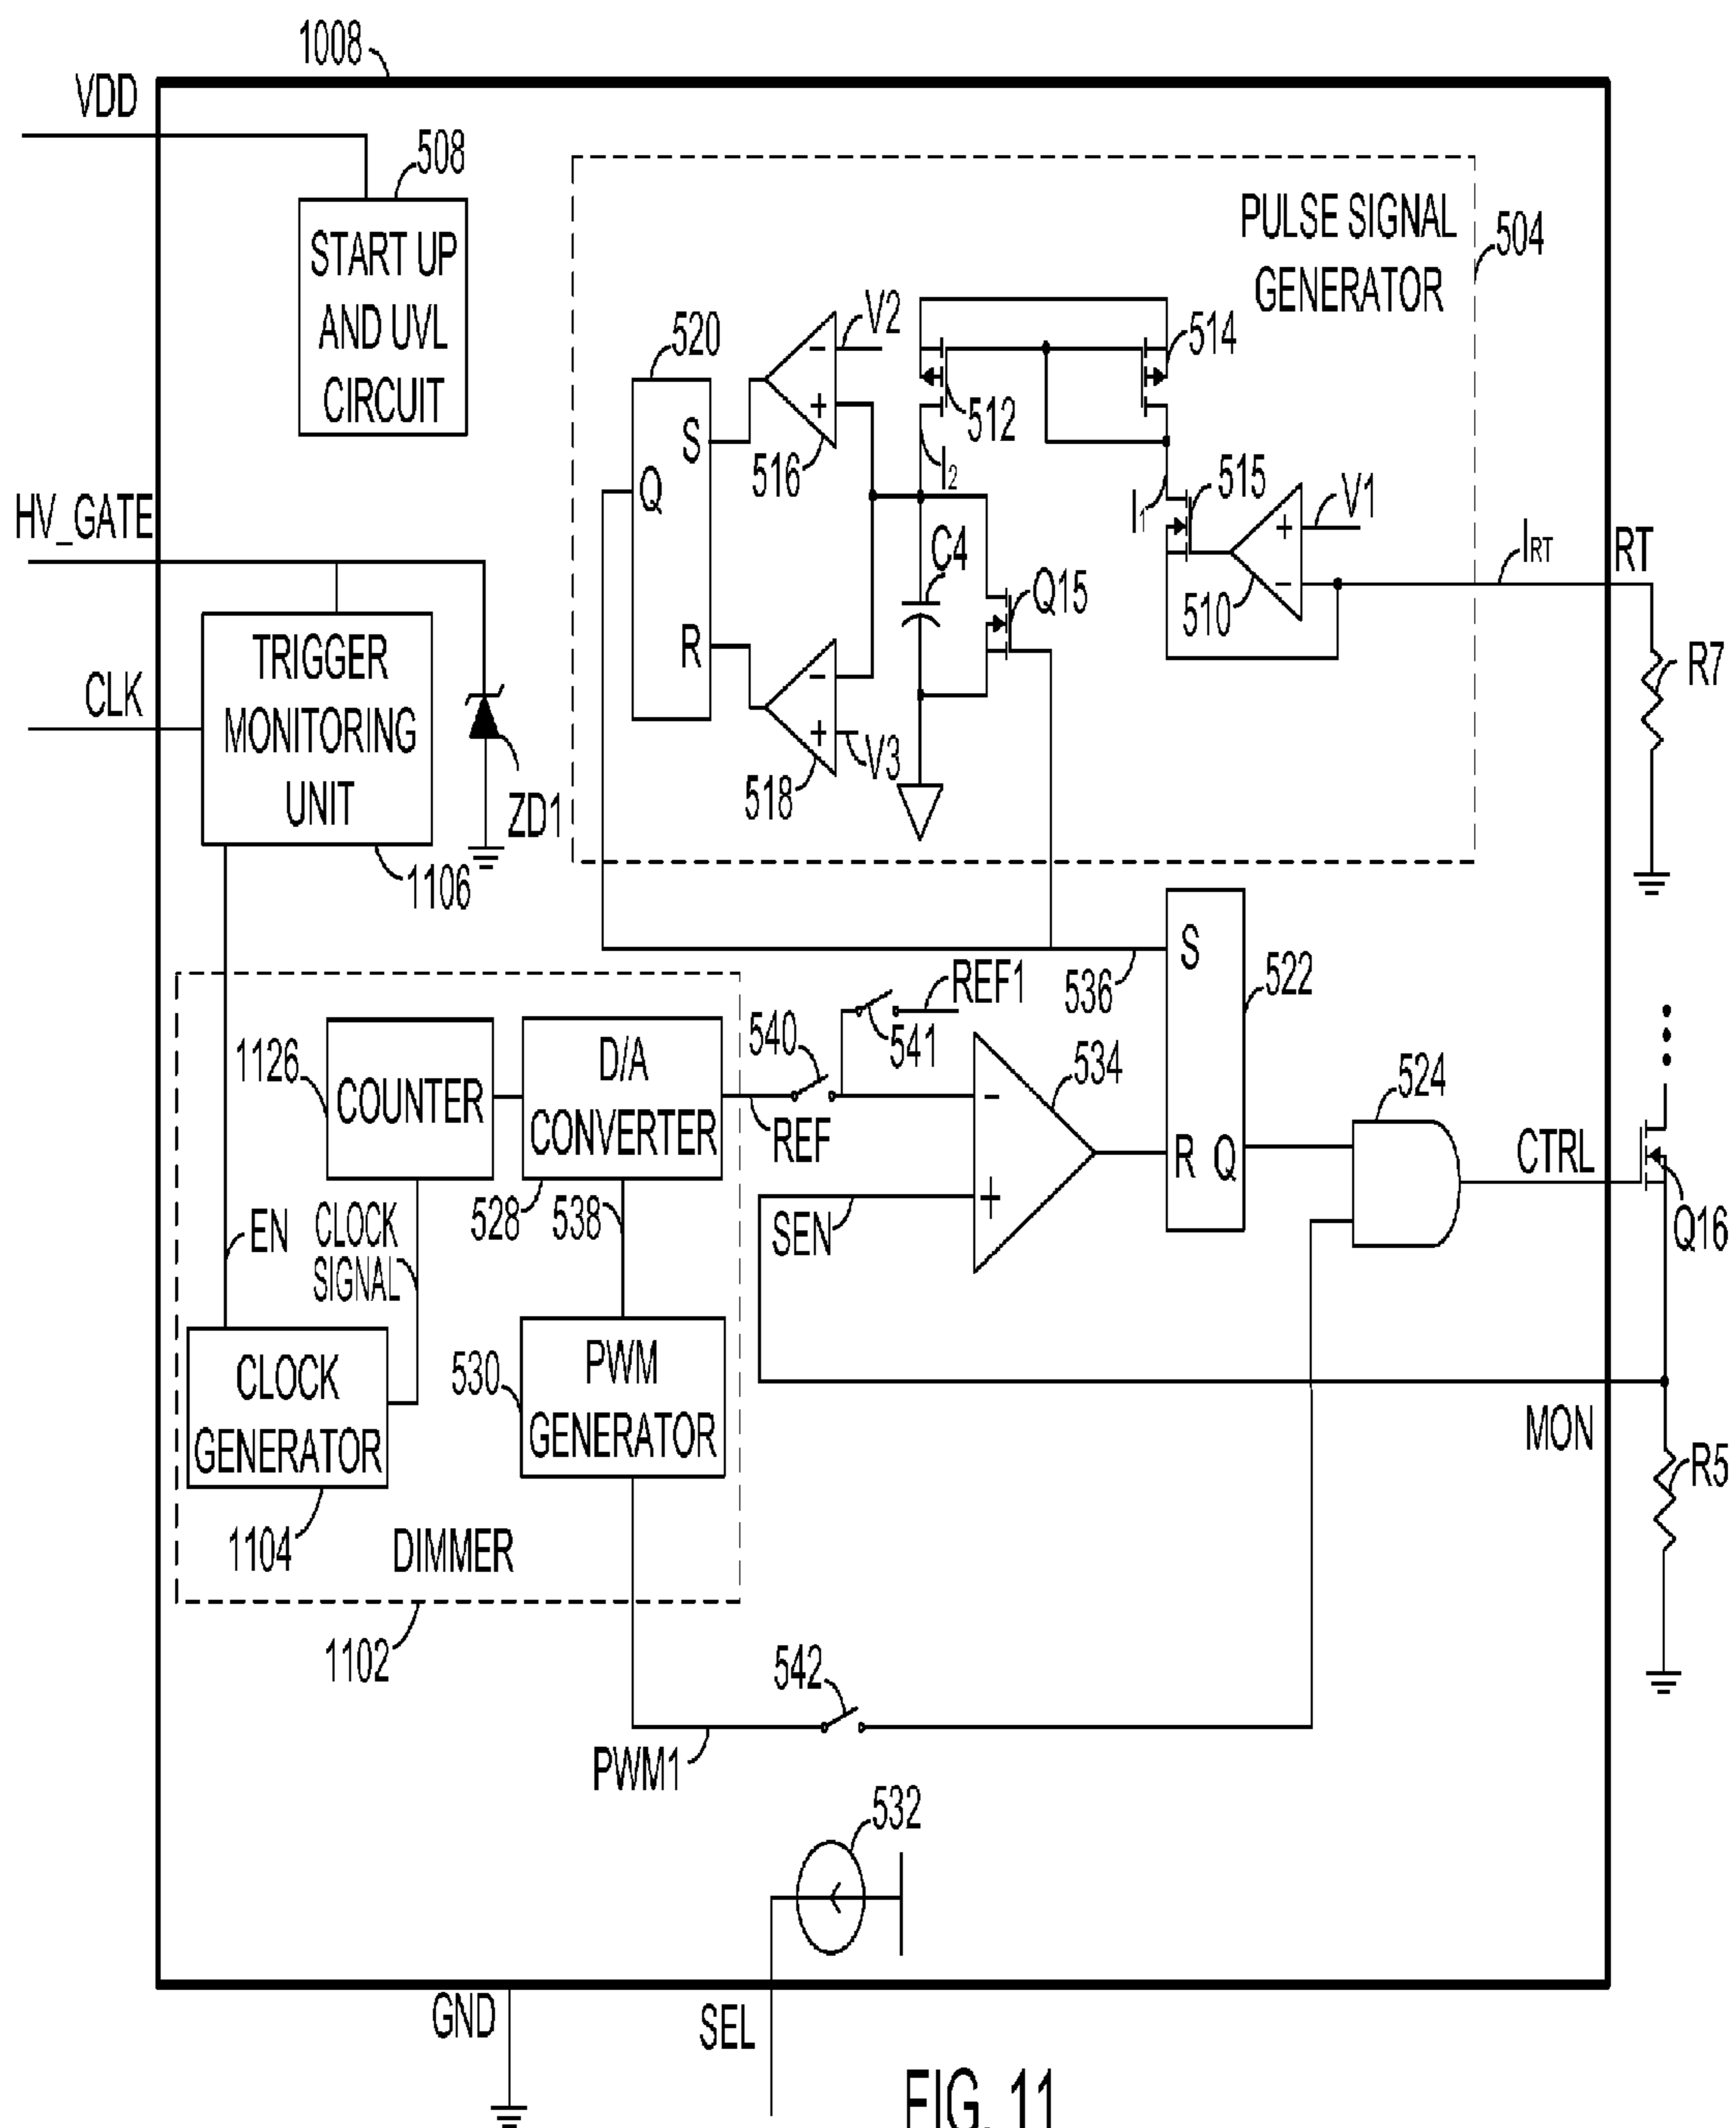 1008
VDD
508
START UP
AND UVL
CIRCUIT
PULSE SIGNAL
GENERATOR
504
520
V2
514
-
+
512
S
516
I2
515
Q
I1
V1
HV_GATE
+
C4
IRT
RT
-
Q15
510
TRIGGER
MONITORING
UNIT
R
R7
CLK
-
+
V3
518
ZD1
1106
S
522
REF1
536
540
541
1126
COUNTER
D/A
CONVERTER
534
524
-
REF
R
Q
CTRL
528
538
EN
CLOCK
SIGNAL
SEN
+
Q16
CLOCK
GENERATOR
530
PWM
GENERATOR
MON
R5
1104
DIMMER
1102
542
PWM1
532
GND
SEL
FIG. 11